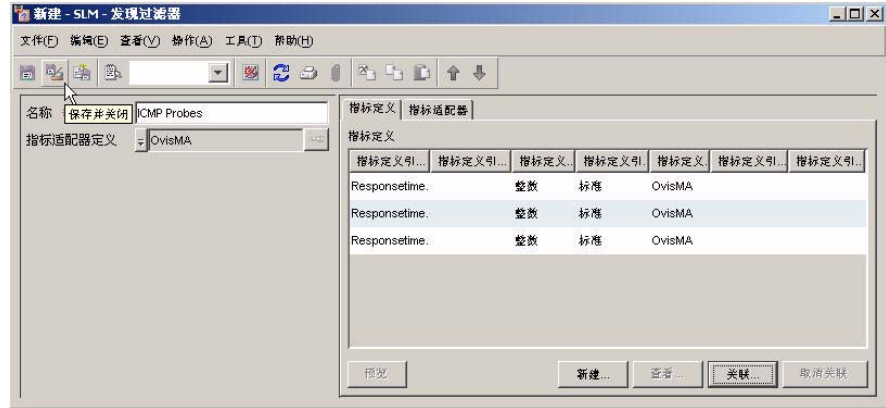 新建 - SLM - 发现过滤器
文件(F) 编辑(E) 查看(V) 操作(A) 工具(T) 帮助(H)
名称 保存并关闭 ICMP Probes
指标适配器定义 OvisMA
指标定义 指标适配器
指标定义
指标定义引... 指标定义引... 指标定义.. 指标定义引. 指标定义. 指标定义引... 指标定义引..
Responsetime. 整数 标准 OvisMA
Responsetime. 整数 标准 OvisMA
Responsetime. 整数 标准 OvisMA
预览 新建... 查看... 关联... 取消关联